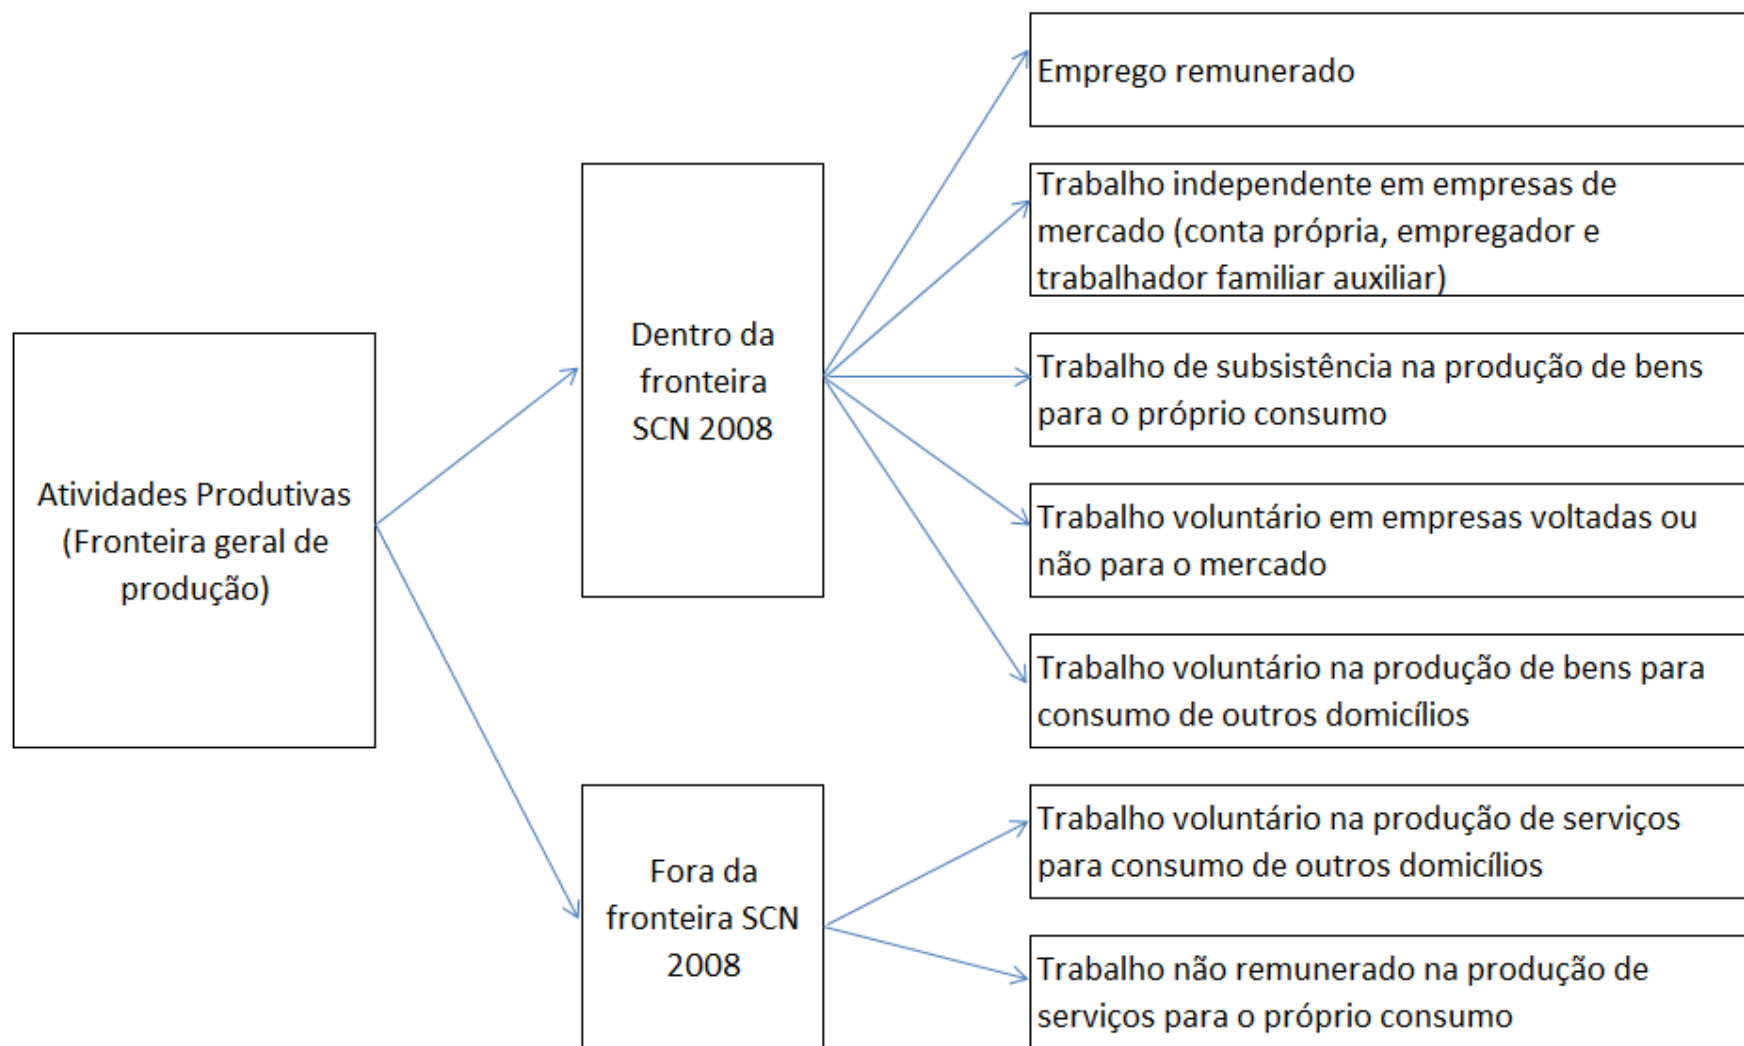 Atividades Produtivas
(Fronteira geral de
produção)
Dentro da
fronteira
SCN 2008
Fora da
fronteira SCN
2008
Emprego remunerado
Trabalho independente em empresas de
mercado (conta própria, empregador e
trabalhador familiar auxiliar)
Trabalho de subsistência na produção de bens
para o próprio consumo
Trabalho voluntário em empresas voltadas ou
não para o mercado
Trabalho voluntário na produção de bens para
consumo de outros domicílios
Trabalho voluntário na produção de serviços
para consumo de outros domicílios
Trabalho não remunerado na produção de
serviços para o próprio consumo